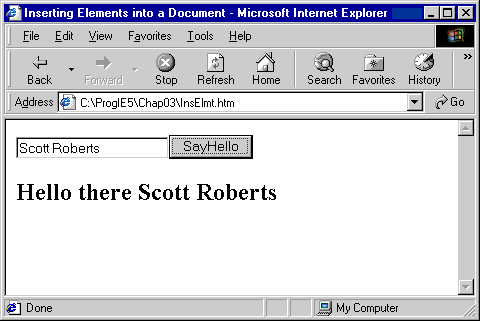 Inserting Elements into a Document - Microsoft Internet Explorer
File Edit View Favorites Tools Help
Back Forward Stop Refresh Home Search Favorites History »
Address C:\ProgIE5\Chap03\InsElmt.htm Go
Scott Roberts SayHello
Hello there Scott Roberts
Done My Computer